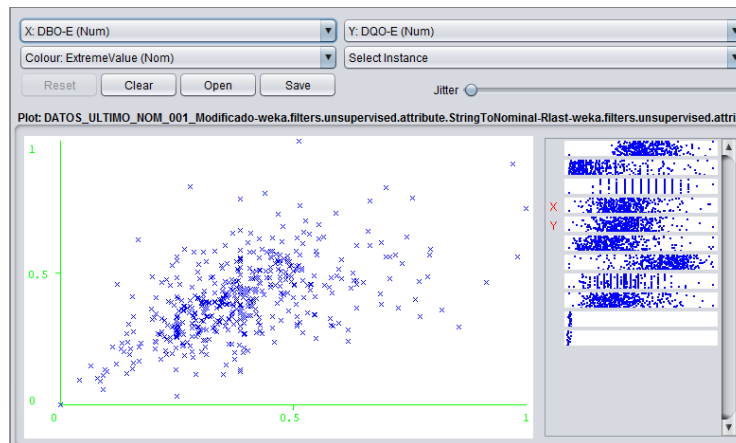 X: DBO-E (Num) Y: DQO-E (Num)
Colour: ExtremeValue (Nom) Select Instance
Reset Clear Open Save Jitter
Plot: DATOS_ULTIMO_NOM_001_Modificado-weka.filters.unsupervised.attribute.StringToNominal-Rlast-weka.filters.unsupervised.attri
1
X
Y
0.5
0
0 0.5 1